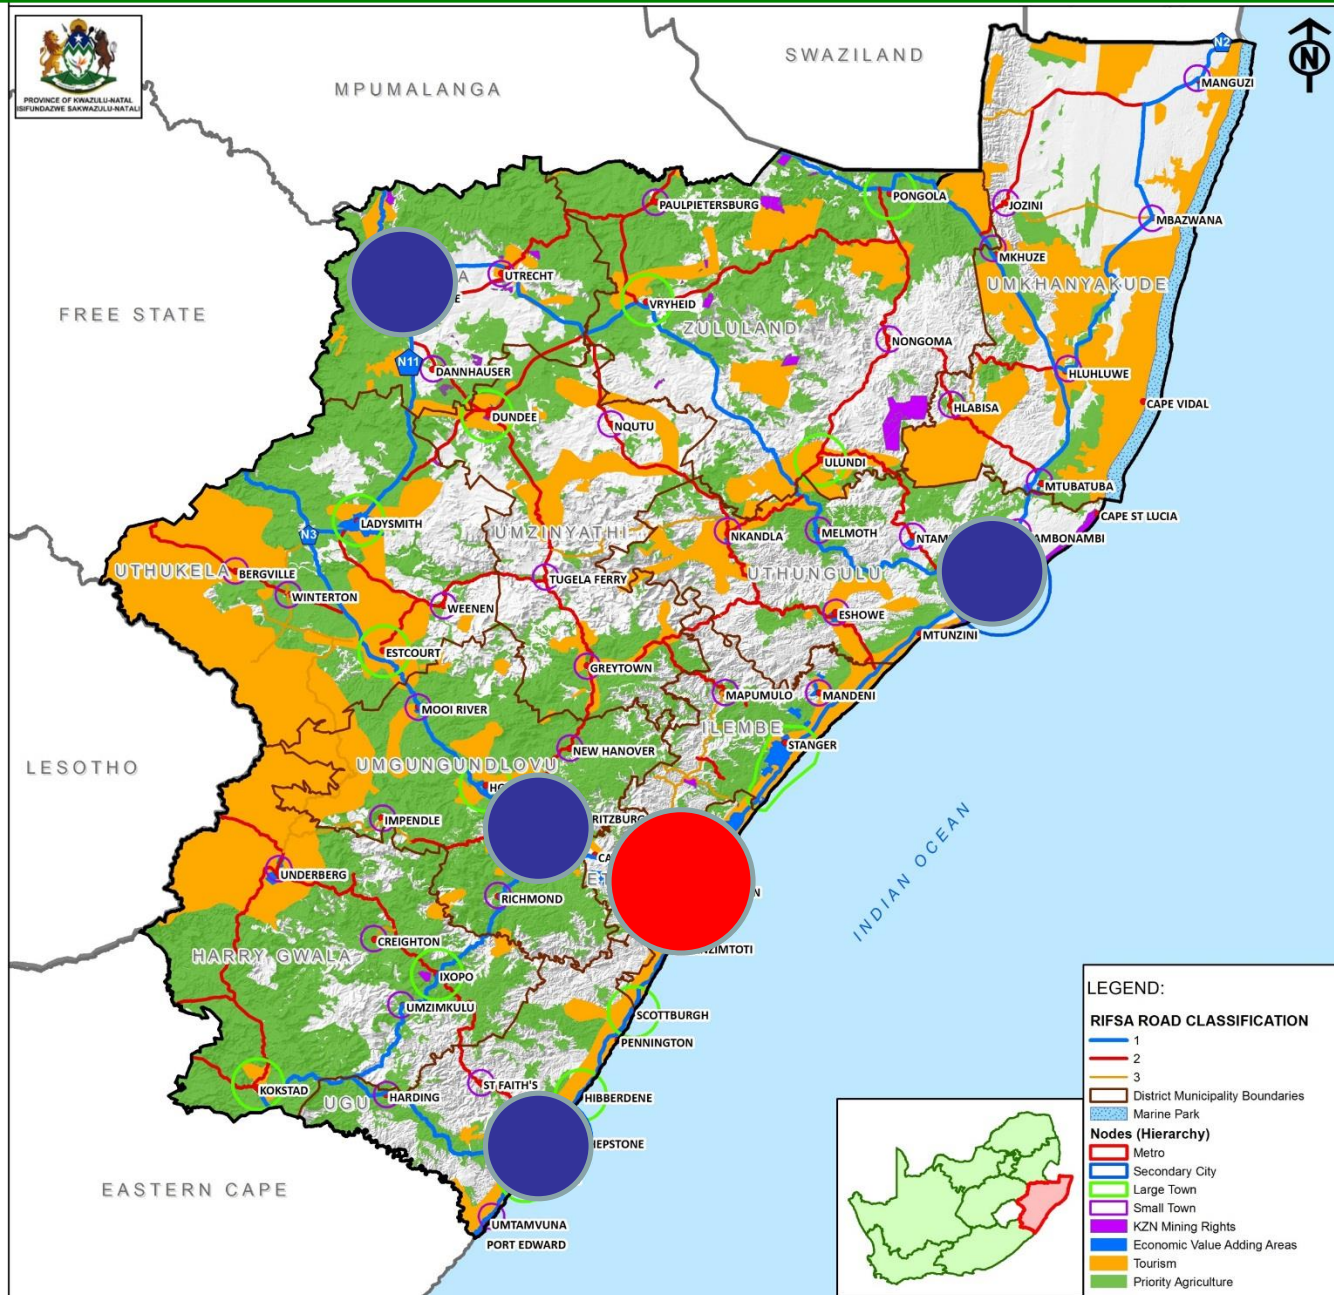 PROVINCE OF KWAZULU-NATAL
ISIFUNDAZWE SAKWAZULU-NATALI
MPUMALANGA
SWAZILAND
N
N2
MANGUZI
PAULPIETERSBURG
PONGOLA
JOZINI
MBAZWANA
MKHUZE
UTRECHT
UMKHANYAKUDE
FREE STATE
VRYHEID
ZULULAND
NONGOMA
N11
DANNHAUSER
HLUHLUWE
HLABISA
CAPE VIDAL
DUNDEE
NQUTU
ULUNDI
MTUBATUBA
CAPE ST LUCIA
LADYSMITH
N3
UMZINYATHI
NKANDLA
MELMOTH
NTAM
AMBONAMBI
UTHUKELA
BERGVILLE
TUGELA FERRY
UTHUNGULU
WINTERTON
WEENEN
ESHOWE
MTUNZINI
ESTCOURT
GREYTOWN
MAPUMULO
MANDENI
MOOI RIVER
ILEMBE
STANGER
NEW HANOVER
LESOTHO
UMGUNGUNDLOVU
HO
IMPENDLE
RITZBURG
CA
UNDERBERG
E
RICHMOND
N
INDIAN OCEAN
CREIGHTON
NZIMTOTI
HARRY GWALA
IXOPO
UMZIMKULU
SCOTTBURGH
PENNINGTON
KOKSTAD
ST FAITH'S
HARDING
HIBBERDENE
UGU
HEPSTONE
EASTERN CAPE
UMTAMVUNA
PORT EDWARD
LEGEND:
RIFSA ROAD CLASSIFICATION
1
2
3
District Municipality Boundaries
Marine Park
Nodes (Hierarchy)
Metro
Secondary City
Large Town
Small Town
KZN Mining Rights
Economic Value Adding Areas
Tourism
Priority Agriculture